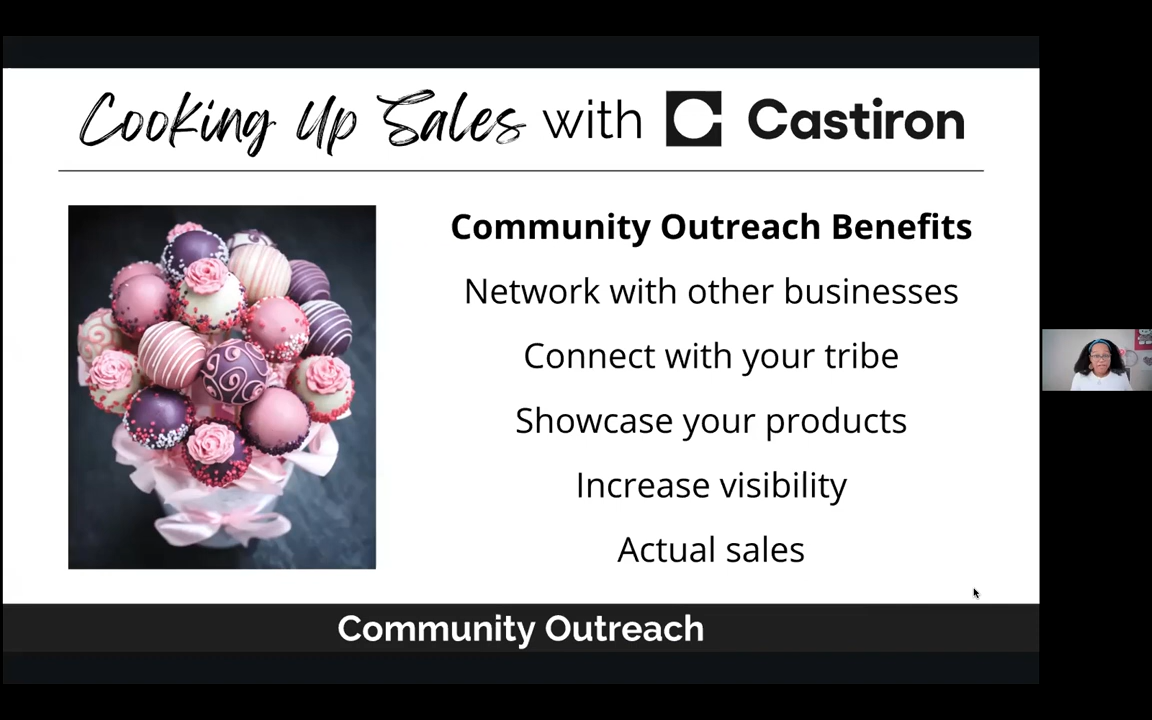 Cooking Up Sales with Castiron
Community Outreach Benefits
Network with other businesses
Connect with your tribe
Showcase your products
Increase visibility
Actual sales
Community Outreach